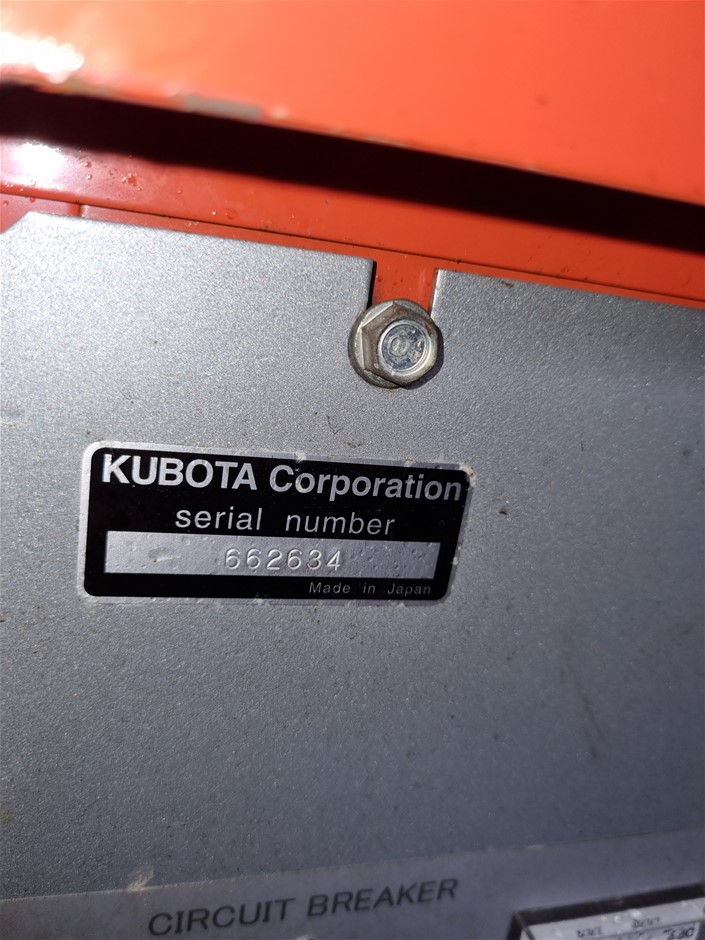 KUBOTA Corporation
serial number
662634
Made in Japan
CIRCUIT BREAKER